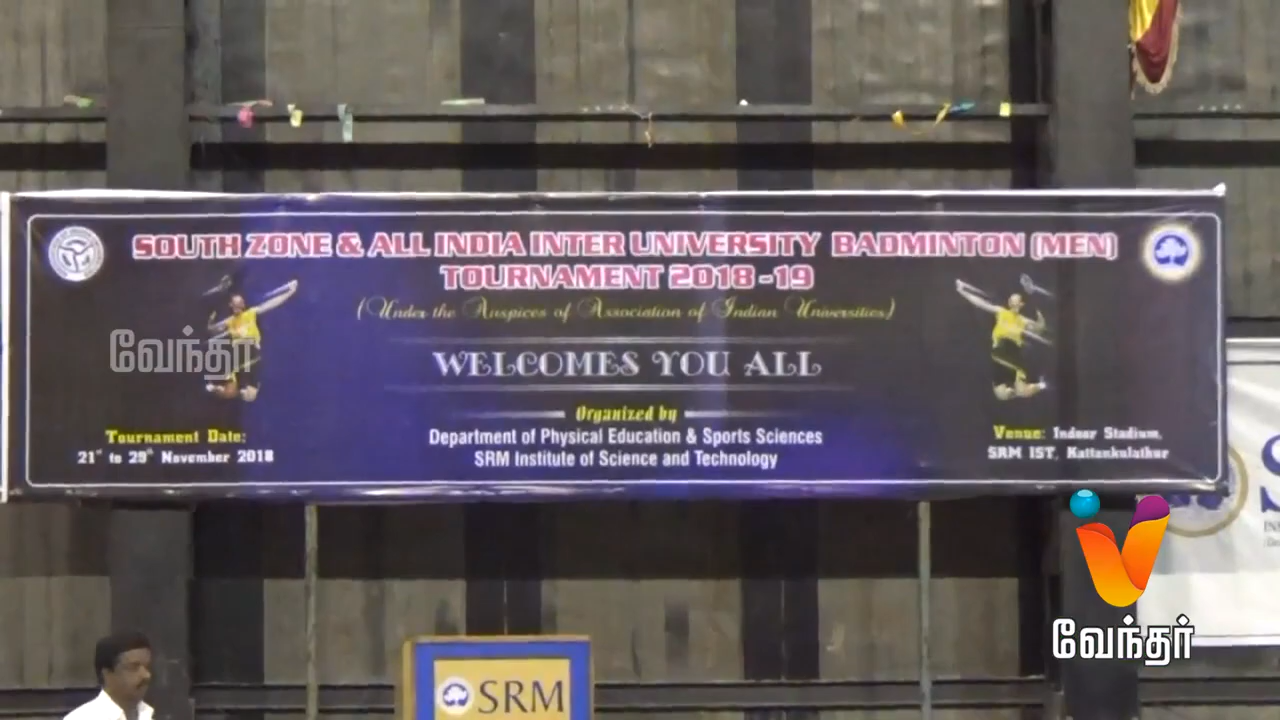 SOUTH ZONE & ALL INDIA INTER UNIVERSITY BADMINTON (MEN)
TOURNAMENT 2018-19
(Under the Auspices of Association of Indian Universities)
வேந்தர்
WELCOMES YOU ALL
Organized by
Department of Physical Education & Sports Sciences
SRM Institute of Science and Technology
Tournament Date:
21st to 29th November 2018
Venue: Indoor Stadium,
SRM IST, Kattankulathur
வேந்தர்
SRM